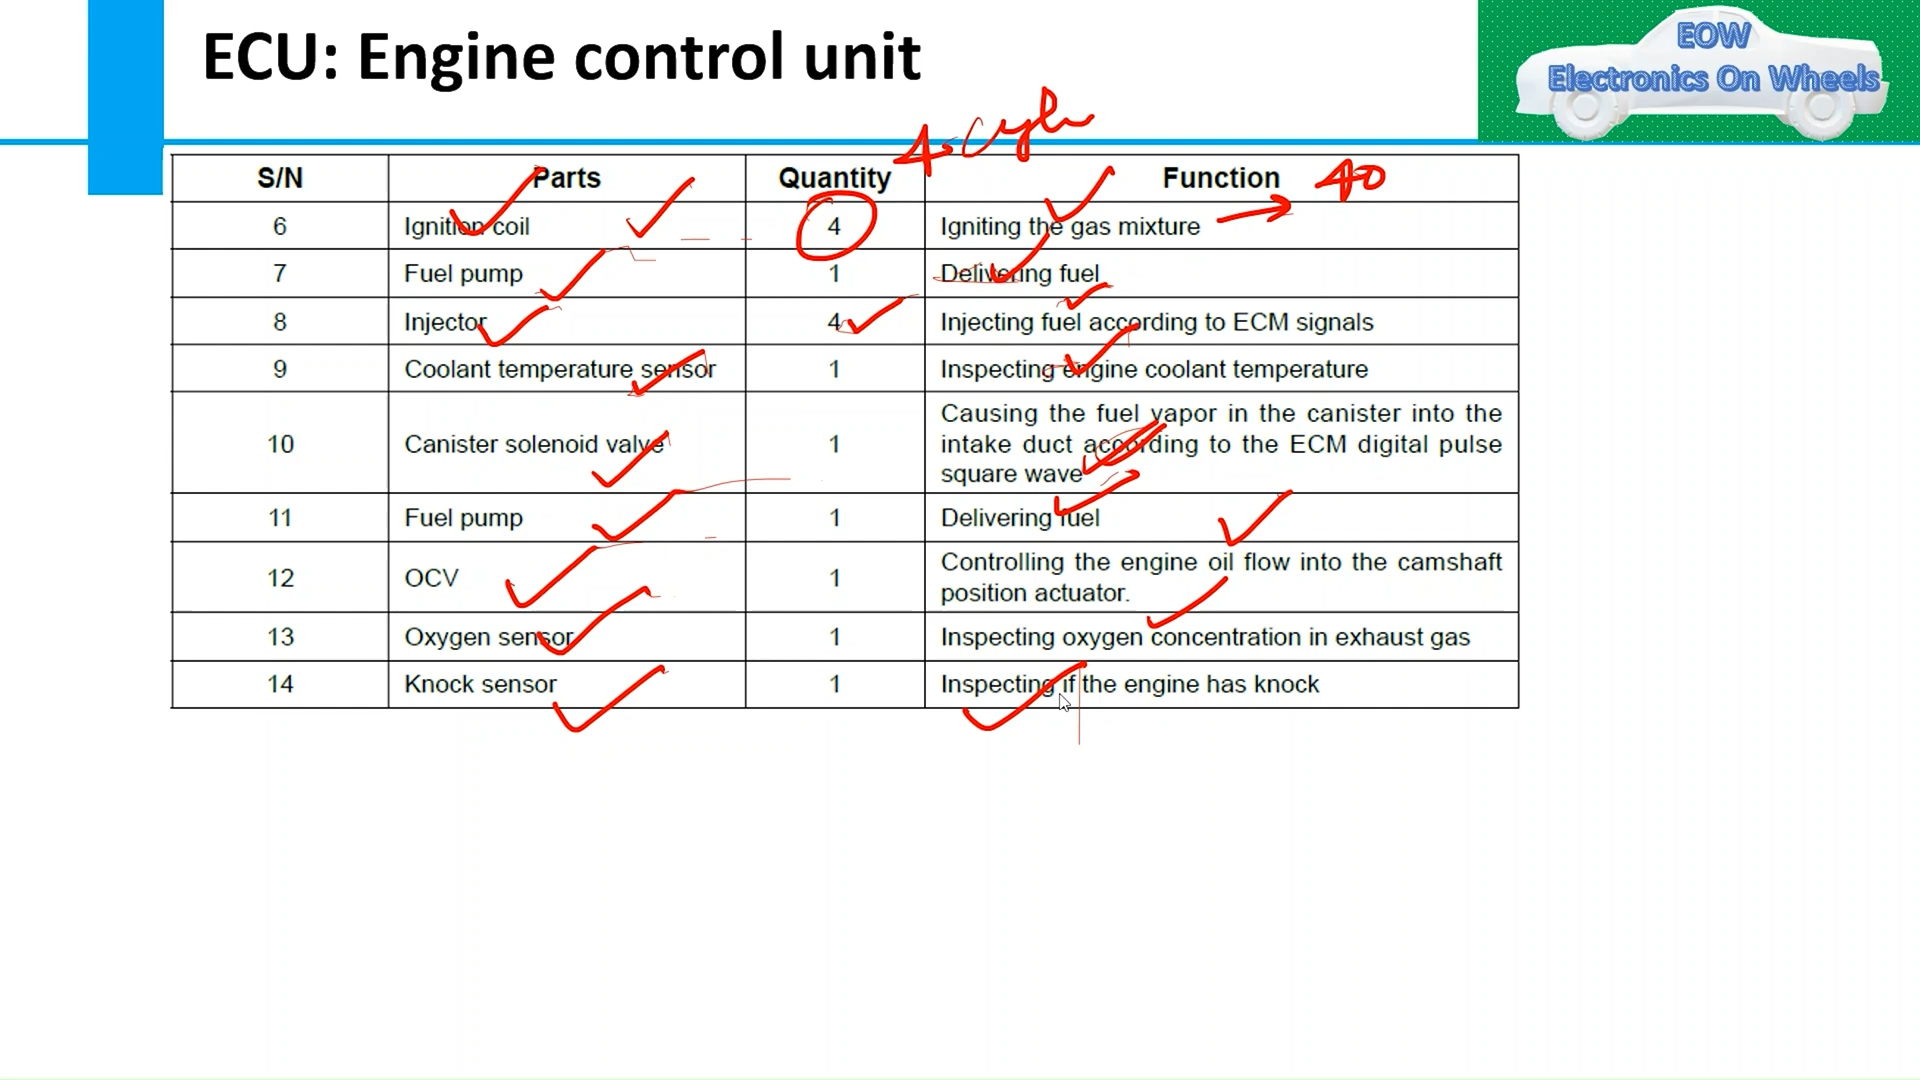 ECU: Engine control unit
EOW
Electronics On Wheels
4
S/N Parts Quantity Function 40
6 Ignition coil 4 Igniting the gas mixture
7 Fuel pump 1 Delivering fuel
8 Injector 4 Injecting fuel according to ECM signals
9 Coolant temperature sensor 1 Inspecting engine coolant temperature
10 Canister solenoid valve 1 Causing the fuel vapor in the canister into the
intake duct according to the ECM digital pulse
square wave
11 Fuel pump 1 Delivering fuel
12 OCV 1 Controlling the engine oil flow into the camshaft
position actuator.
13 Oxygen sensor 1 Inspecting oxygen concentration in exhaust gas
14 Knock sensor 1 Inspecting if the engine has knock